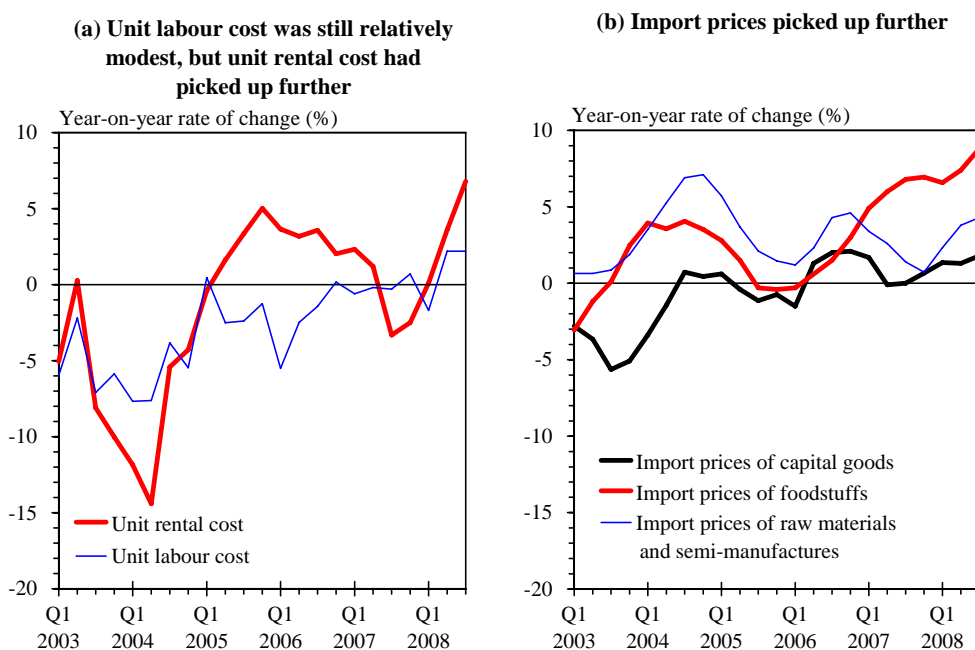 (a) Unit labour cost was still relatively
modest, but unit rental cost had
picked up further
Year-on-year rate of change (%)
10
5
0
-5
-10
-15
-20
Unit rental cost
Unit labour cost
Q1 Q1 Q1 Q1 Q1 Q1
2003 2004 2005 2006 2007 2008
(b) Import prices picked up further
Year-on-year rate of change (%)
10
5
0
-5
-10
-15
-20
Import prices of capital goods
Import prices of foodstuffs
Import prices of raw materials
and semi-manufactures
Q1 Q1 Q1 Q1 Q1 Q1
2003 2004 2005 2006 2007 2008